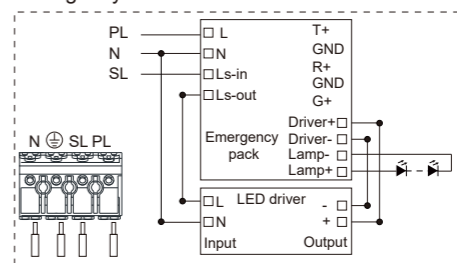 PL L T+
N N GND
SL Ls-in R+
GND
Ls-out G+
Driver+
Emergency Driver-
pack Lamp-
Lamp+
N SL PL
L LED driver -
N +
Input Output